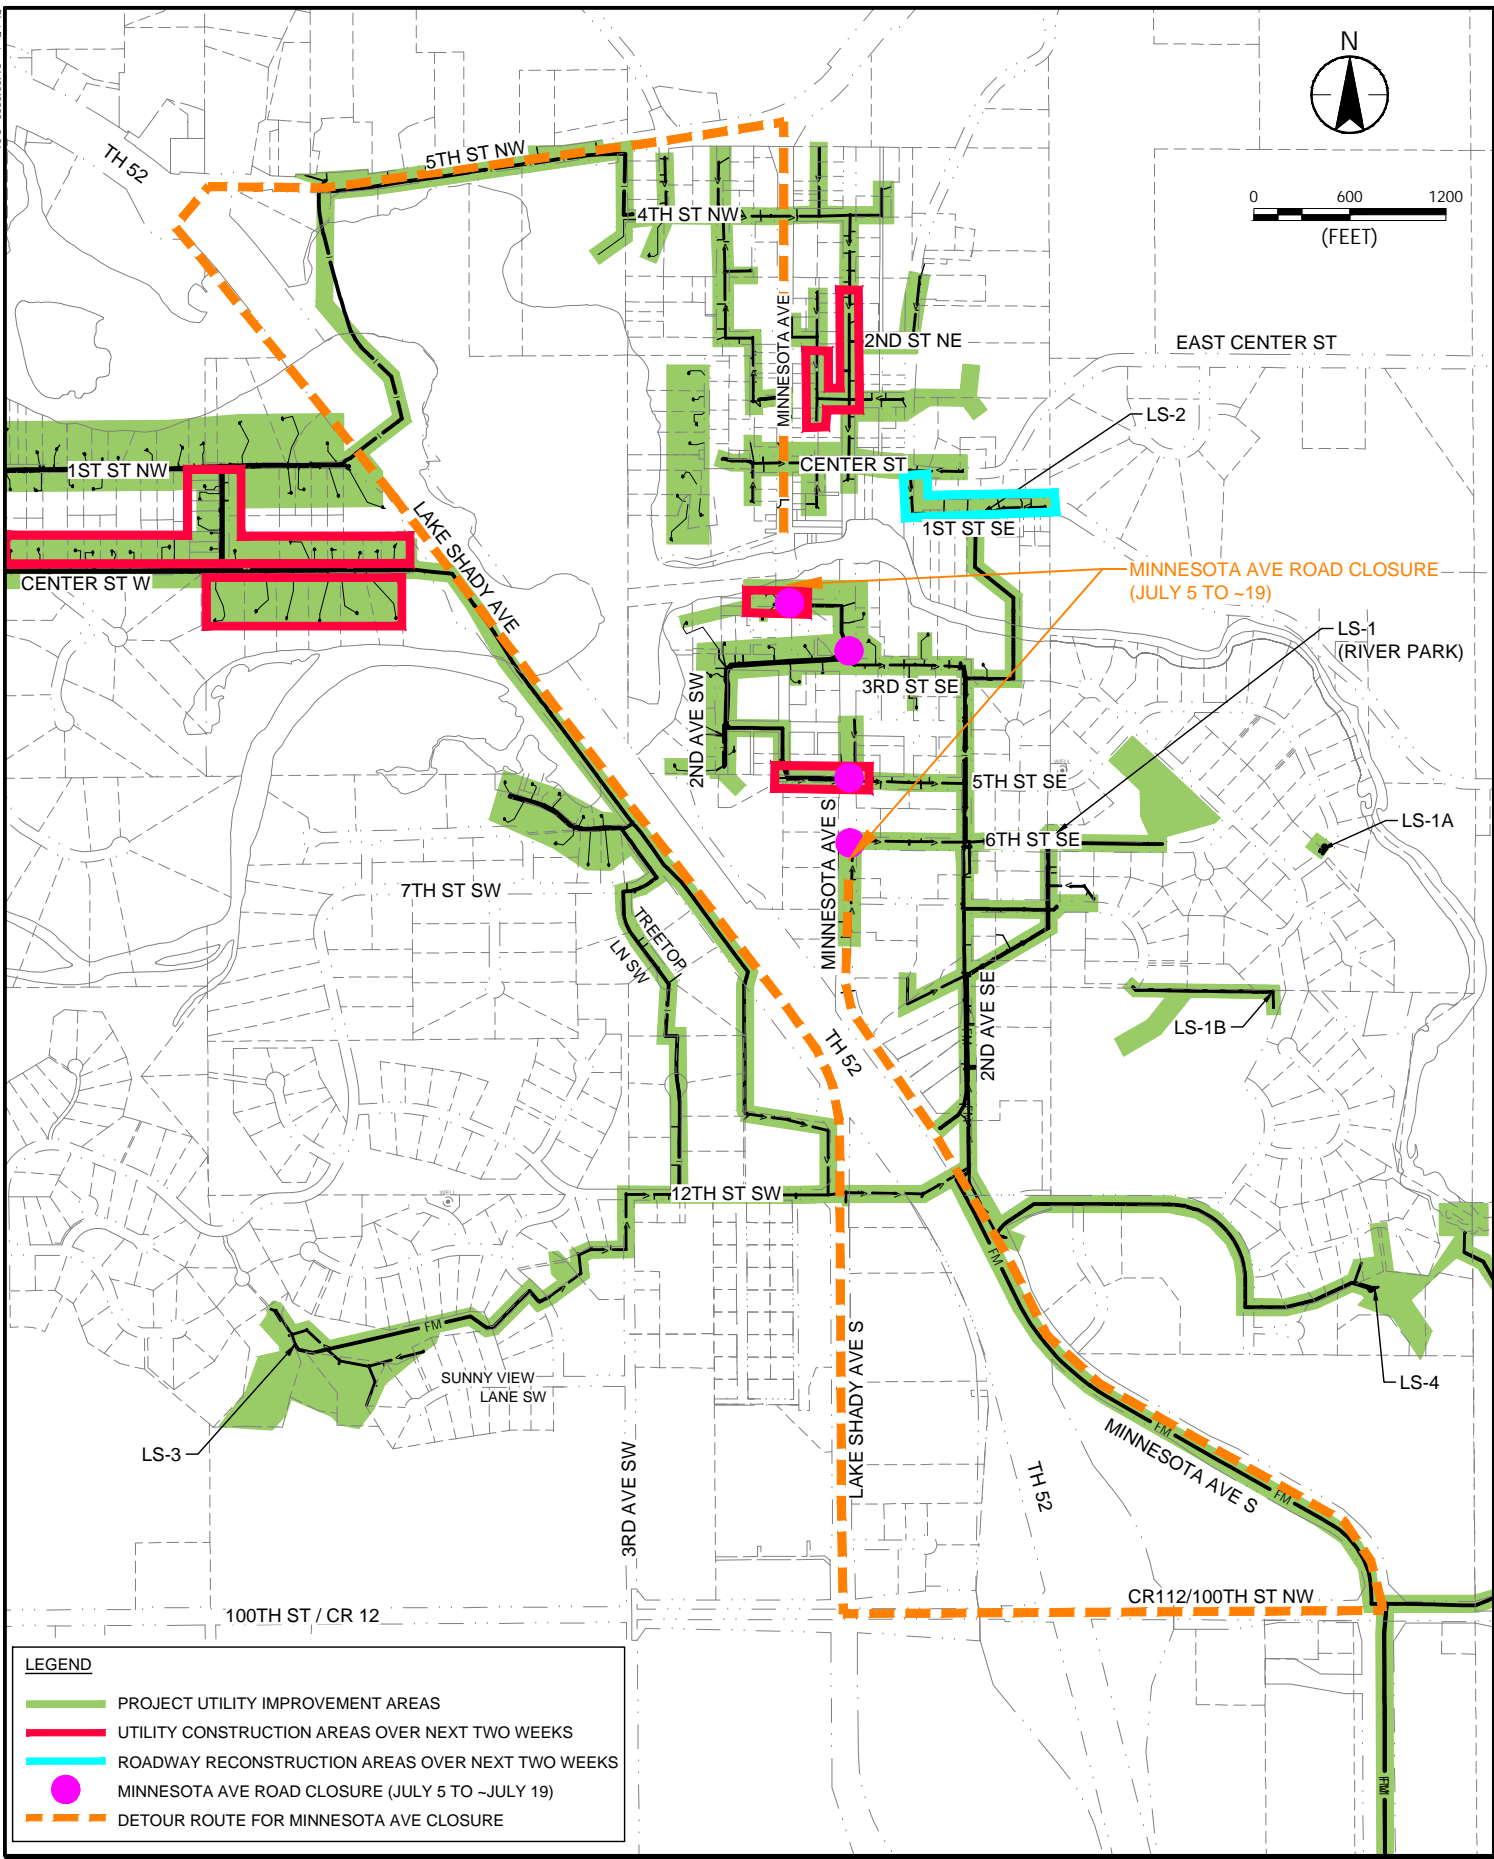 N
0 600 1200
(FEET)
TH 52
5TH ST NW
4TH ST NW
MINNESOTA AVE
2ND ST NE
EAST CENTER ST
LS-2
1ST ST NW
CENTER ST
1ST ST SE
LAKE SHADY AVE
CENTER ST W
MINNESOTA AVE ROAD CLOSURE
(JULY 5 TO ~19)
LS-1
(RIVER PARK)
3RD ST SE
2ND AVE SW
WELL
5TH ST SE
MINNESOTA AVE S
6TH ST SE
LS-1A
7TH ST SW
TREETOP
LN SW
LS-1B
2ND AVE SE
TH 52
FM
WELL
12TH ST SW
FM
FM
SUNNY VIEW
LANE SW
LS-4
LS-3
LAKE SHADY AVE S
FM
MINNESOTA AVE S
FM
TH 52
3RD AVE SW
CR112/100TH ST NW
100TH ST / CR 12
FM
LEGEND
PROJECT UTILITY IMPROVEMENT AREAS
UTILITY CONSTRUCTION AREAS OVER NEXT TWO WEEKS
ROADWAY RECONSTRUCTION AREAS OVER NEXT TWO WEEKS
MINNESOTA AVE ROAD CLOSURE (JULY 5 TO ~JULY 19)
DETOUR ROUTE FOR MINNESOTA AVE CLOSURE